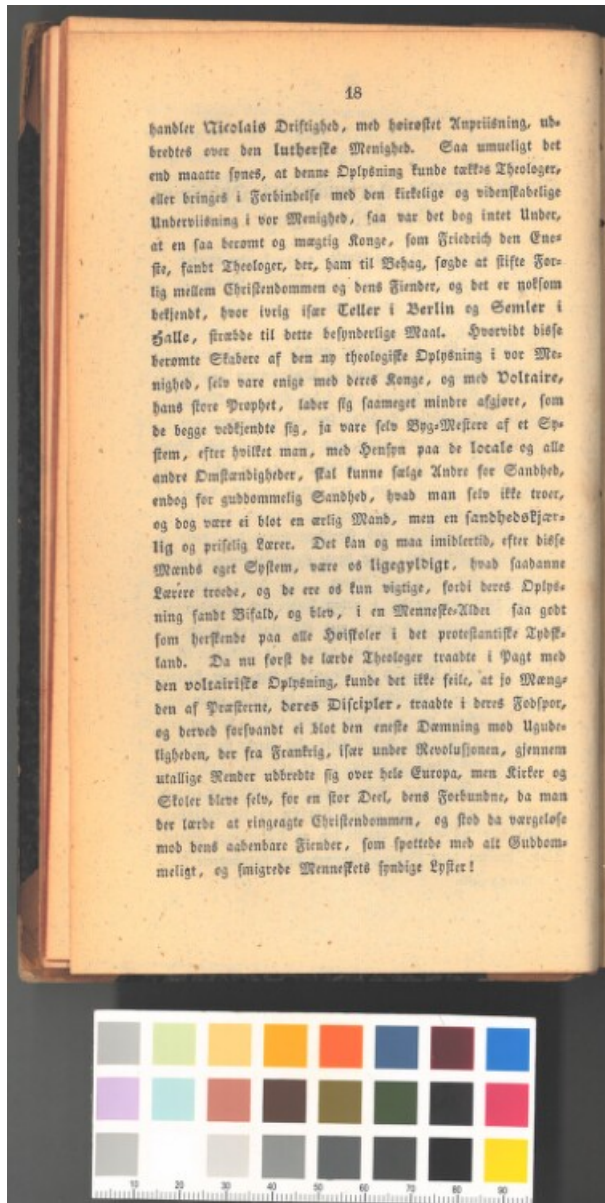 18
handler Nicolais Driftighed, med høirøstet Anpriisning, ud-
bredtes over den lutherske Menighed. Saa umueligt det
end maatte synes, at denne Oplysning kunde tækkes Theologer,
eller bringes i Forbindelse med den kirkelige og videnskabelige
Underviisning i vor Menighed, saa var det dog intet Under,
at en saa berømt og mægtig Konge, som Friedrich den Ene-
ste, fandt Theologer, der, ham til Behag, søgde at stifte For-
lig mellem Christendommen og dens Fiender, og det er noksom
bekjendt, hvor ivrig især Teller i Berlin og Semler i
Halle, stræbde til dette besynderlige Maal. Hvorvidt disse
berømte Skabere af den ny theologiske Oplysning i vor Me-
nighed, selv vare enige med deres Konge, og med Voltaire,
hans store Prophet, lader sig saameget mindre afgjøre, som
de begge vedkjendte sig, ja vare selv Byg-Mestere af et Sy-
stem, efter hvilket man, med Hensyn paa de locale og alle
andre Omstændigheder, skal kunne sælge Andre for Sandhed,
endog for guddommelig Sandhed, hvad man selv ikke troer,
og dog være ei blot en ærlig Mand, men en sandhedskjær-
lig og priselig Lærer. Det kan og maa imidlertid, efter disse
Mænds eget System, være os ligegyldigt, hvad saadanne
Lærere troede, og de ere os kun vigtige, fordi deres Oplys-
ning fandt Bifald, og blev, i en Menneske-Alder saa godt
som herskende paa alle Høiskoler i det protestantiske Tydsk-
land. Da nu først de lærde Theologer traadte i Pagt med
den voltairiske Oplysning, kunde det ikke feile, at jo Mæng-
den af Præsterne, deres Discipler, traadte i deres Fodspor,
og derved forsvandt ei blot den eneste Dæmning mod Ugude-
ligheden, der fra Frankrig, især under Revolusjonen, gjennem
utallige Render udbredte sig over hele Europa, men Kirker og
Skoler bleve selv, for en stor Deel, dens Forbundne, da man
der lærde at ringeagte Christendommen, og stod da værgeløse
mod dens aabenbare Fiender, som spottede med alt Guddom-
meligt, og smigrede Menneskets syndige Lyster!
10 20 30 40 50 60 70 80 90